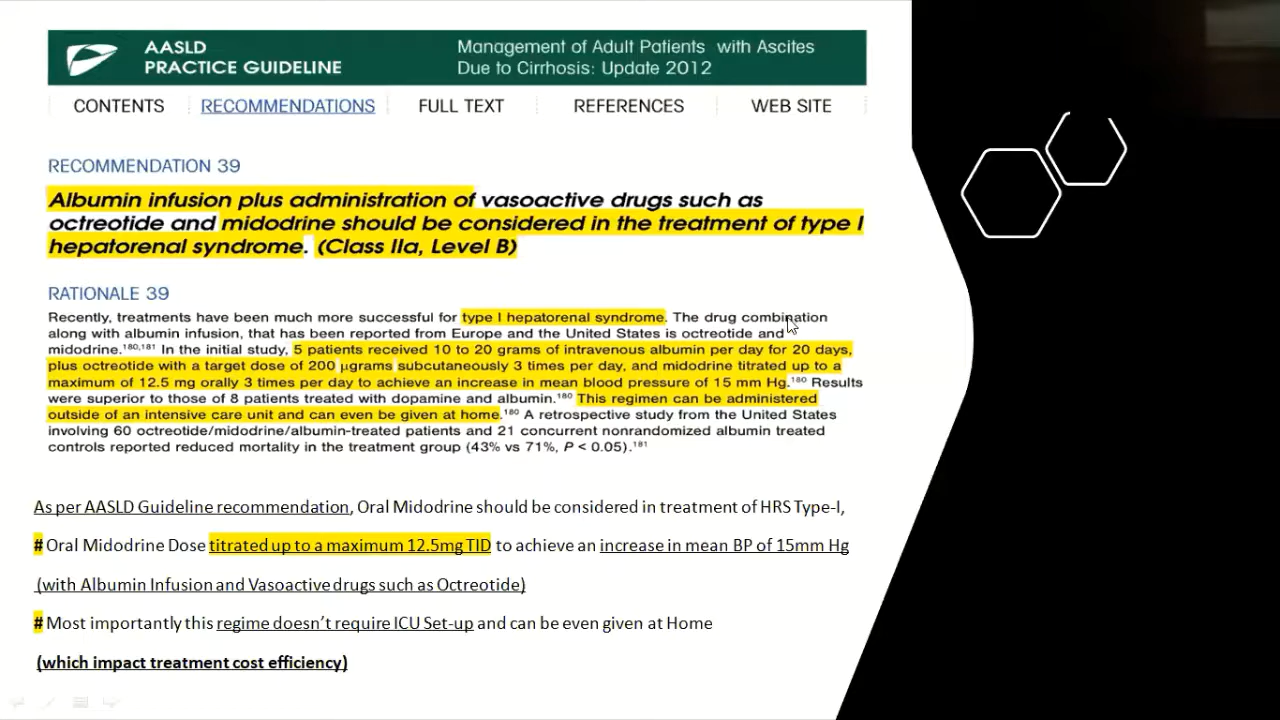 AASLD
PRACTICE GUIDELINE
Management of Adult Patients with Ascites
Due to Cirrhosis: Update 2012
CONTENTS RECOMMENDATIONS FULL TEXT REFERENCES WEB SITE
RECOMMENDATION 39
Albumin infusion plus administration of vasoactive drugs such as
octreotide and midodrine should be considered in the treatment of type I
hepatorenal syndrome. (Class IIa, Level B)
RATIONALE 39
Recently, treatments have been much more successful for type I hepatorenal syndrome. The drug combination
along with albumin infusion, that has been reported from Europe and the United States is octreotide and
midodrine.180,181 In the initial study, 5 patients received 10 to 20 grams of intravenous albumin per day for 20 days,
plus octreotide with a target dose of 200 μgrams subcutaneously 3 times per day, and midodrine titrated up to a
maximum of 12.5 mg orally 3 times per day to achieve an increase in mean blood pressure of 15 mm Hg.180 Results
were superior to those of 8 patients treated with dopamine and albumin.180 This regimen can be administered
outside of an intensive care unit and can even be given at home.180 A retrospective study from the United States
involving 60 octreotide/midodrine/albumin-treated patients and 21 concurrent nonrandomized albumin treated
controls reported reduced mortality in the treatment group (43% vs 71%, P < 0.05).181
As per AASLD Guideline recommendation, Oral Midodrine should be considered in treatment of HRS Type-I,
# Oral Midodrine Dose titrated up to a maximum 12.5mg TID to achieve an increase in mean BP of 15mm Hg
(with Albumin Infusion and Vasoactive drugs such as Octreotide)
# Most importantly this regime doesn't require ICU Set-up and can be even given at Home
(which impact treatment cost efficiency)